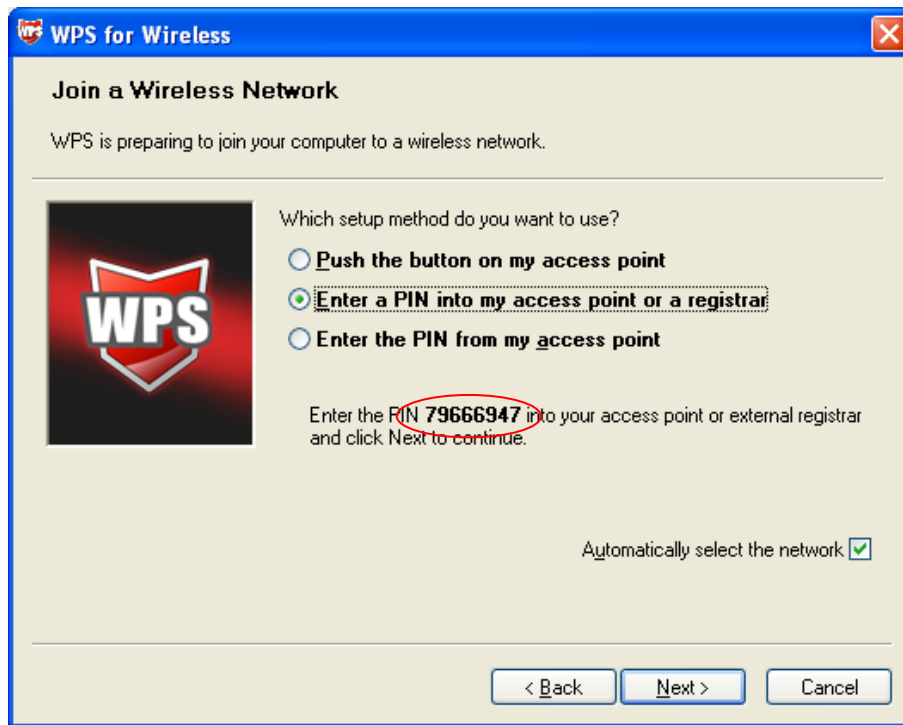 WPS WPS for Wireless
Join a Wireless Network
WPS is preparing to join your computer to a wireless network.
Which setup method do you want to use?
Push the button on my access point
Enter a PIN into my access point or a registrar
Enter the PIN from my access point
WPS
Enter the PIN 79666947 into your access point or external registrar
and click Next to continue.
Automatically select the network
< Back Next > Cancel